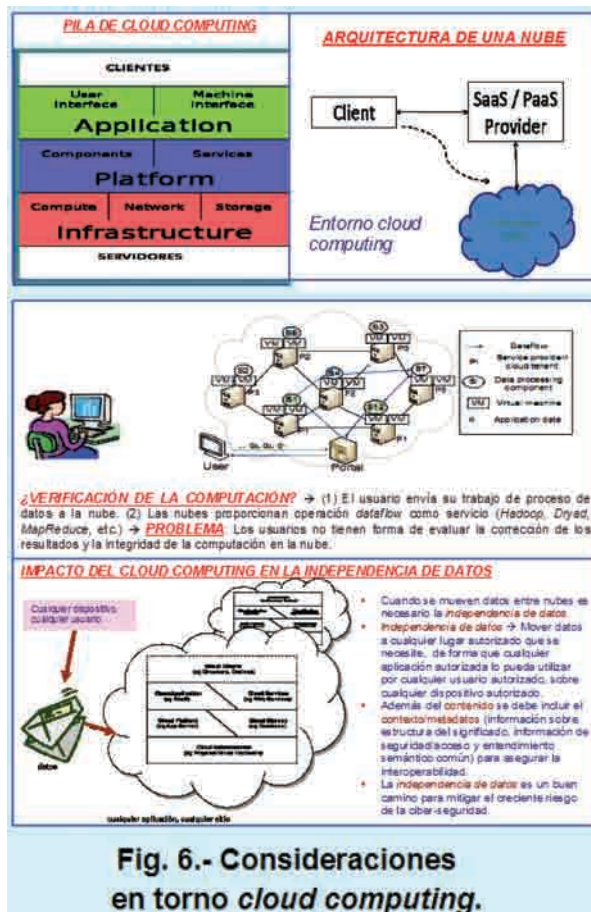 PILA DE CLOUD COMPUTING
CLIENTES
User Interface
Machine Interface
Application
Components
Services
Platform
Compute
Network
Storage
Infrastructure
SERVIDORES
ARQUITECTURA DE UNA NUBE
Client
SaaS / PaaS
Provider
Entorno cloud
computing
User
Portal
Dataflow
Service provider/
cloud tenant
Data processing
component
VM
Virtual machine
Application data
¿VERIFICACIÓN DE LA COMPUTACIÓN? → (1) El usuario envía su trabajo de proceso de
datos a la nube. (2) Las nubes proporcionan operación dataflow como servicio (Hadoop, Dryad,
MapReduce, etc.) → PROBLEMA: Los usuarios no tienen forma de evaluar la corrección de los
resultados y la integridad de la computación en la nube.
IMPACTO DEL CLOUD COMPUTING EN LA INDEPENDENCIA DE DATOS
Cualquier dispositivo,
cualquier usuario
datos
cualquier aplicación, cualquier sitio
• Cuando se mueven datos entre nubes es
necesario la independencia de datos.
• Independencia de datos → Mover datos
a cualquier lugar autorizado que se
necesite, de forma que cualquier
aplicación autorizada lo pueda utilizar
por cualquier usuario autorizado, sobre
cualquier dispositivo autorizado.
• Además del contenido se debe incluir el
contexto/metadatos (información sobre
estructura del significado, información de
seguridad/acceso y entendimiento
semántico común) para asegurar la
interoperabilidad.
• La independencia de datos es un buen
camino para mitigar el creciente riesgo
de la ciber-seguridad.
Fig. 6.- Consideraciones
en torno cloud computing.